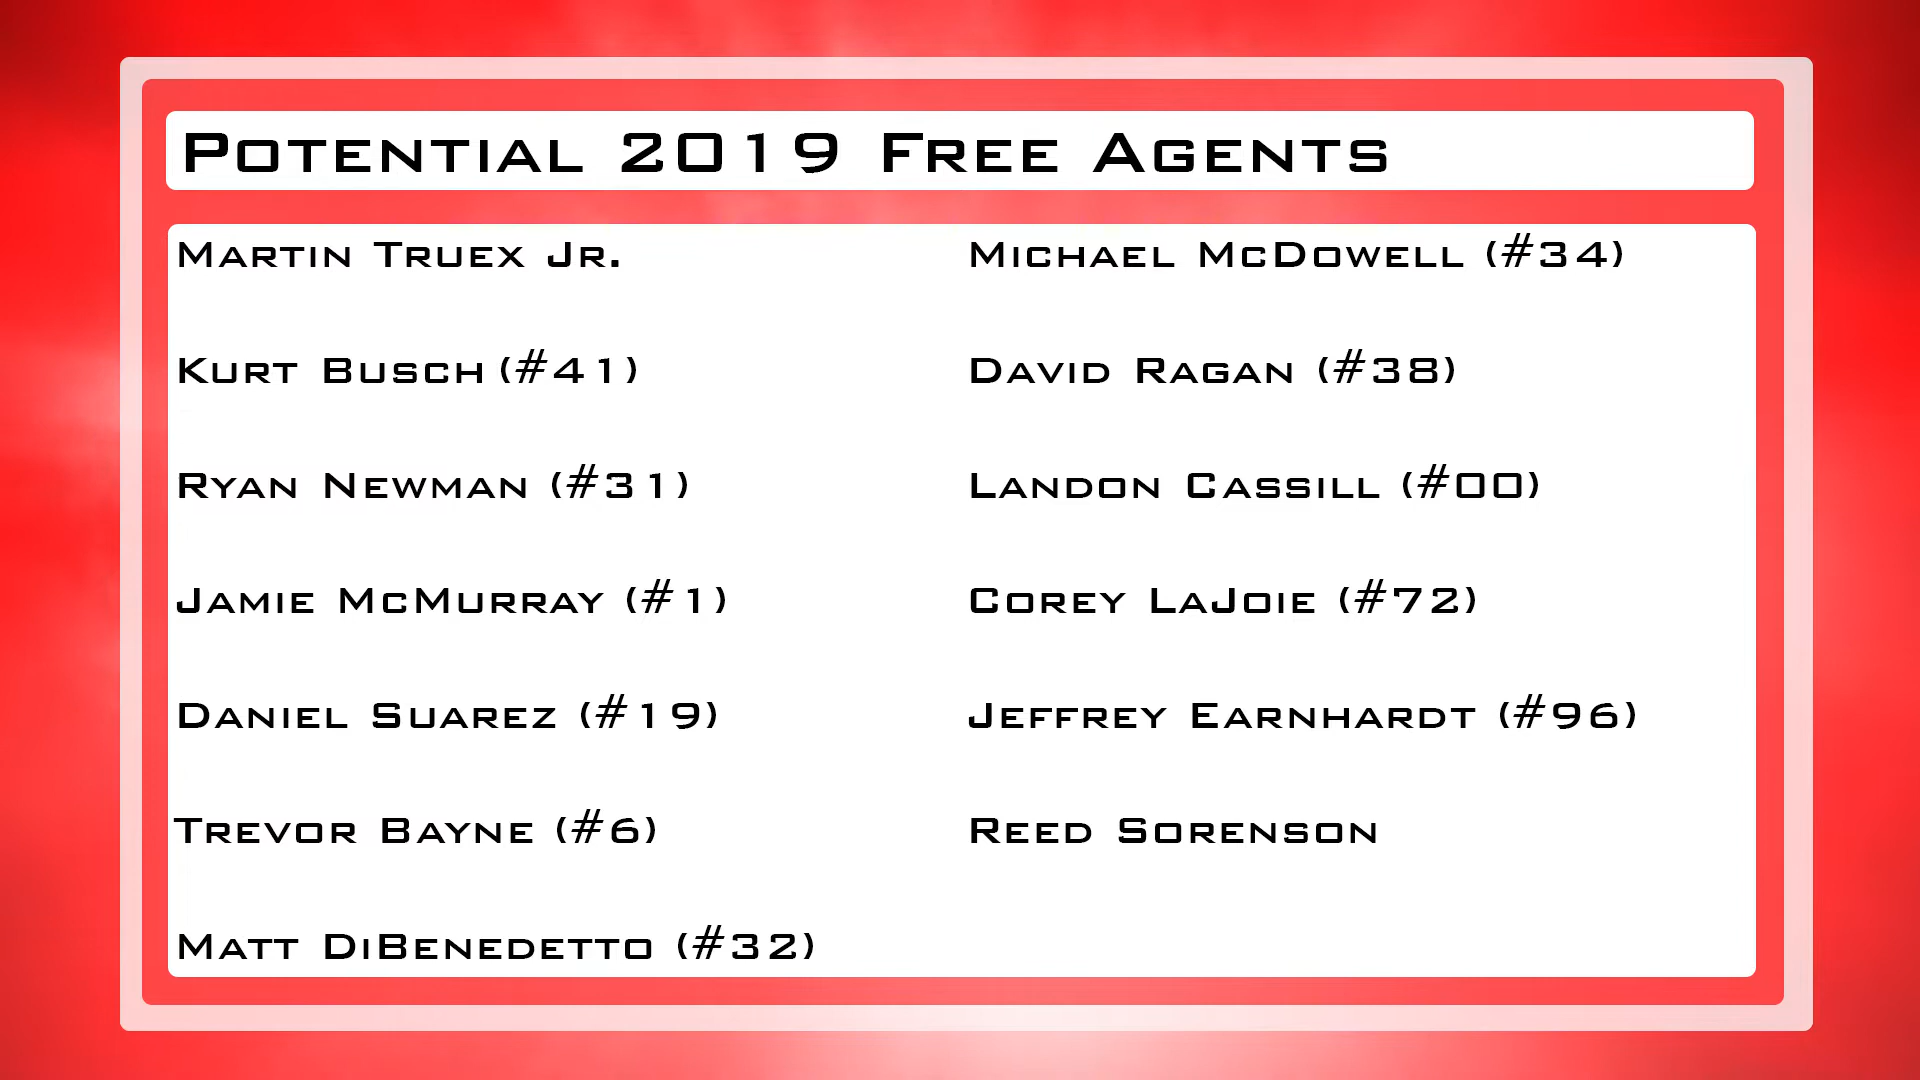 Potential 2019 Free Agents
Martin Truex Jr.
Kurt Busch (#41)
Ryan Newman (#31)
Jamie McMurray (#1)
Daniel Suarez (#19)
Trevor Bayne (#6)
Matt DiBenedetto (#32)
Michael McDowell (#34)
David Ragan (#38)
Landon Cassill (#00)
Corey LaJoie (#72)
Jeffrey Earnhardt (#96)
Reed Sorenson